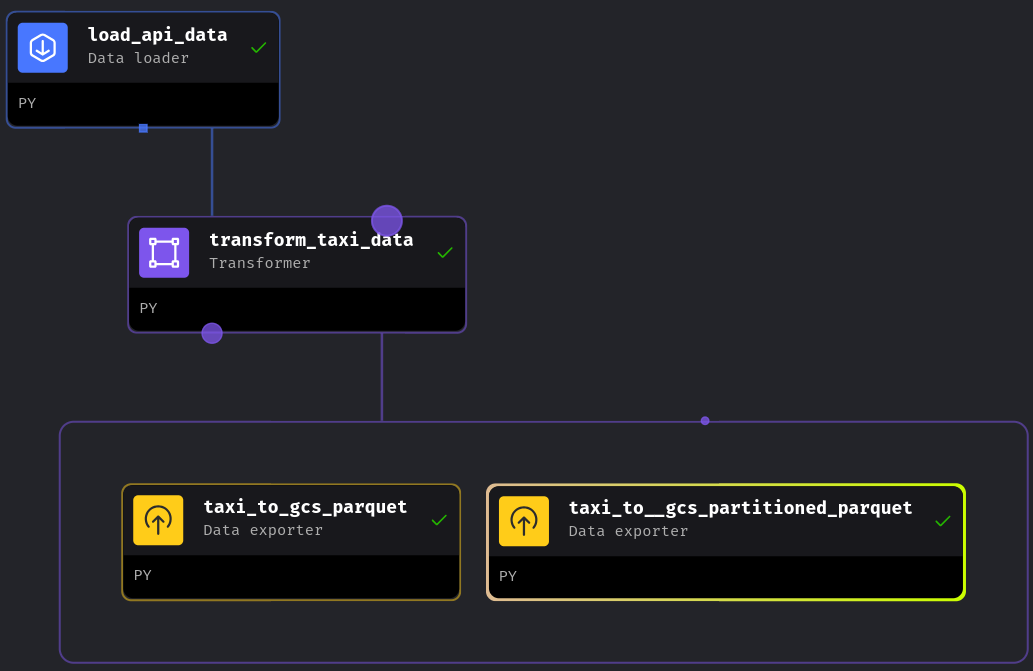 load_api_data
Data loader
PY
transform_taxi_data
Transformer
PY
taxi_to_gcs_parquet
Data exporter
PY
taxi_to__gcs_partitioned_parquet
Data exporter
PY